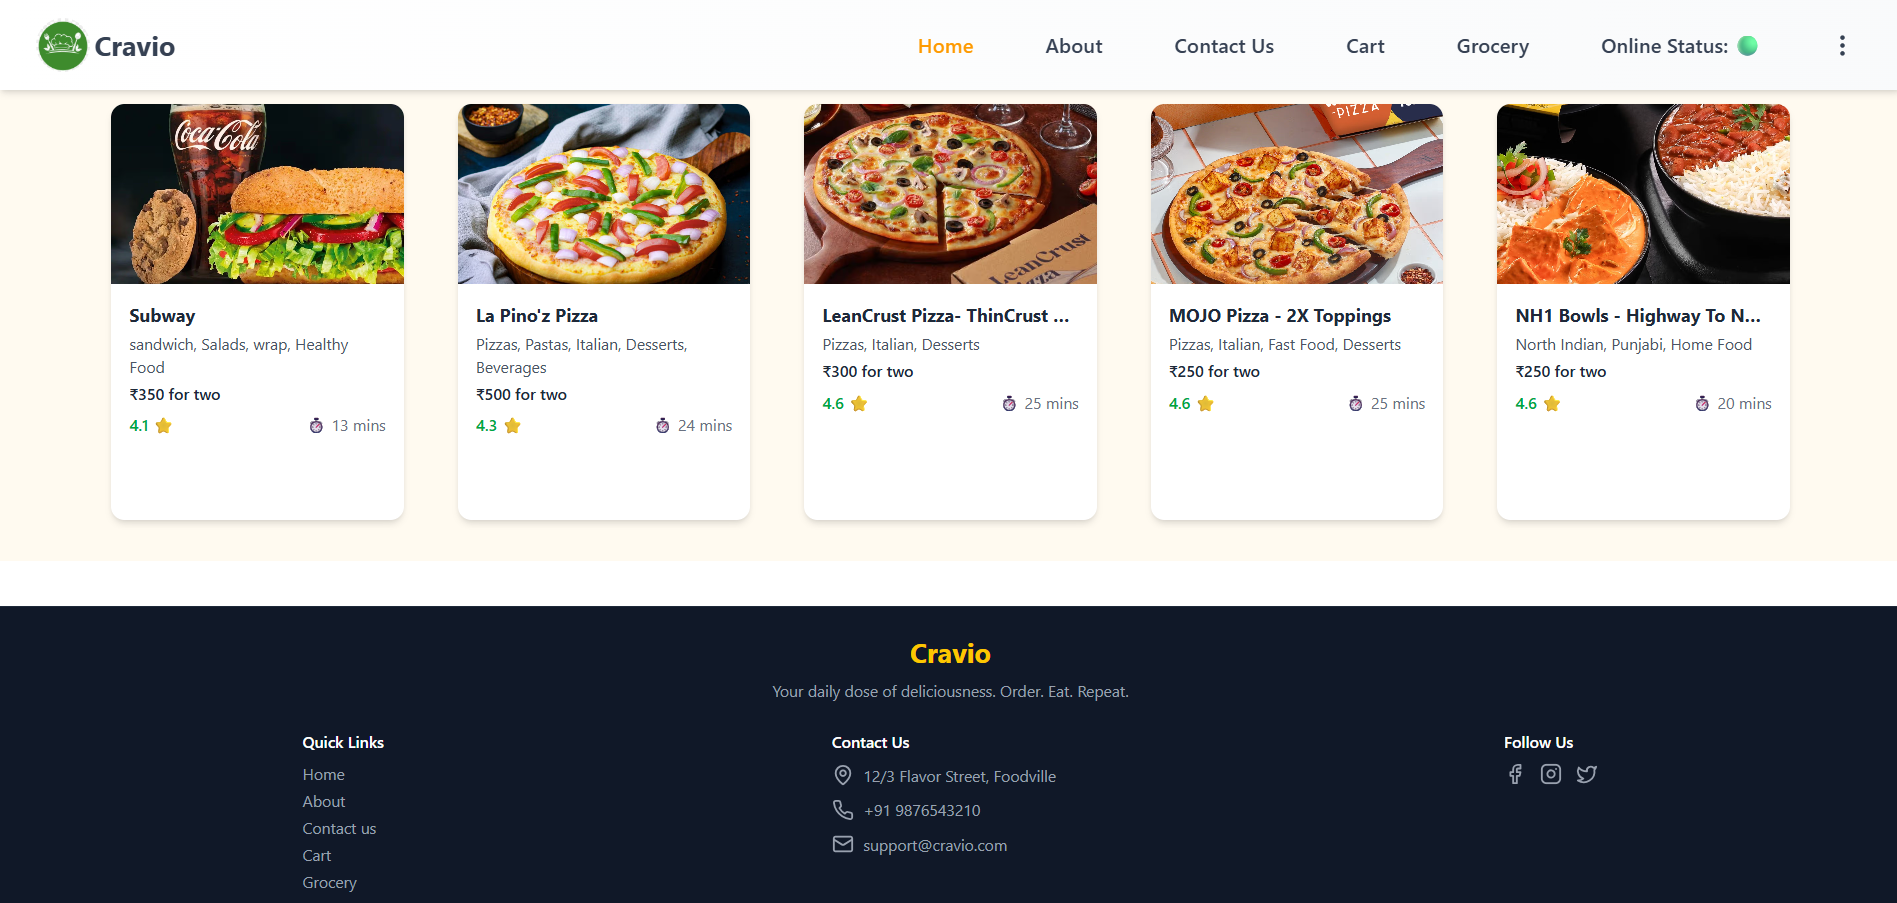 Cravio
Home
About
Contact Us
Cart
Grocery
Online Status:
Coca-Cola
Subway
sandwich, Salads, wrap, Healthy
Food
₹350 for two
4.1
13 mins
La Pino'z Pizza
Pizzas, Pastas, Italian, Desserts,
Beverages
₹500 for two
4.3
24 mins
LeanCrust
Pizza
LeanCrust Pizza- ThinCrust ...
Pizzas, Italian, Desserts
₹300 for two
4.6
25 mins
-PIZZA
MOJO Pizza - 2X Toppings
Pizzas, Italian, Fast Food, Desserts
₹250 for two
4.6
25 mins
NH1 Bowls - Highway To N...
North Indian, Punjabi, Home Food
₹250 for two
4.6
20 mins
Cravio
Your daily dose of deliciousness. Order. Eat. Repeat.
Quick Links
Home
About
Contact us
Cart
Grocery
Contact Us
12/3 Flavor Street, Foodville
+91 9876543210
support@cravio.com
Follow Us